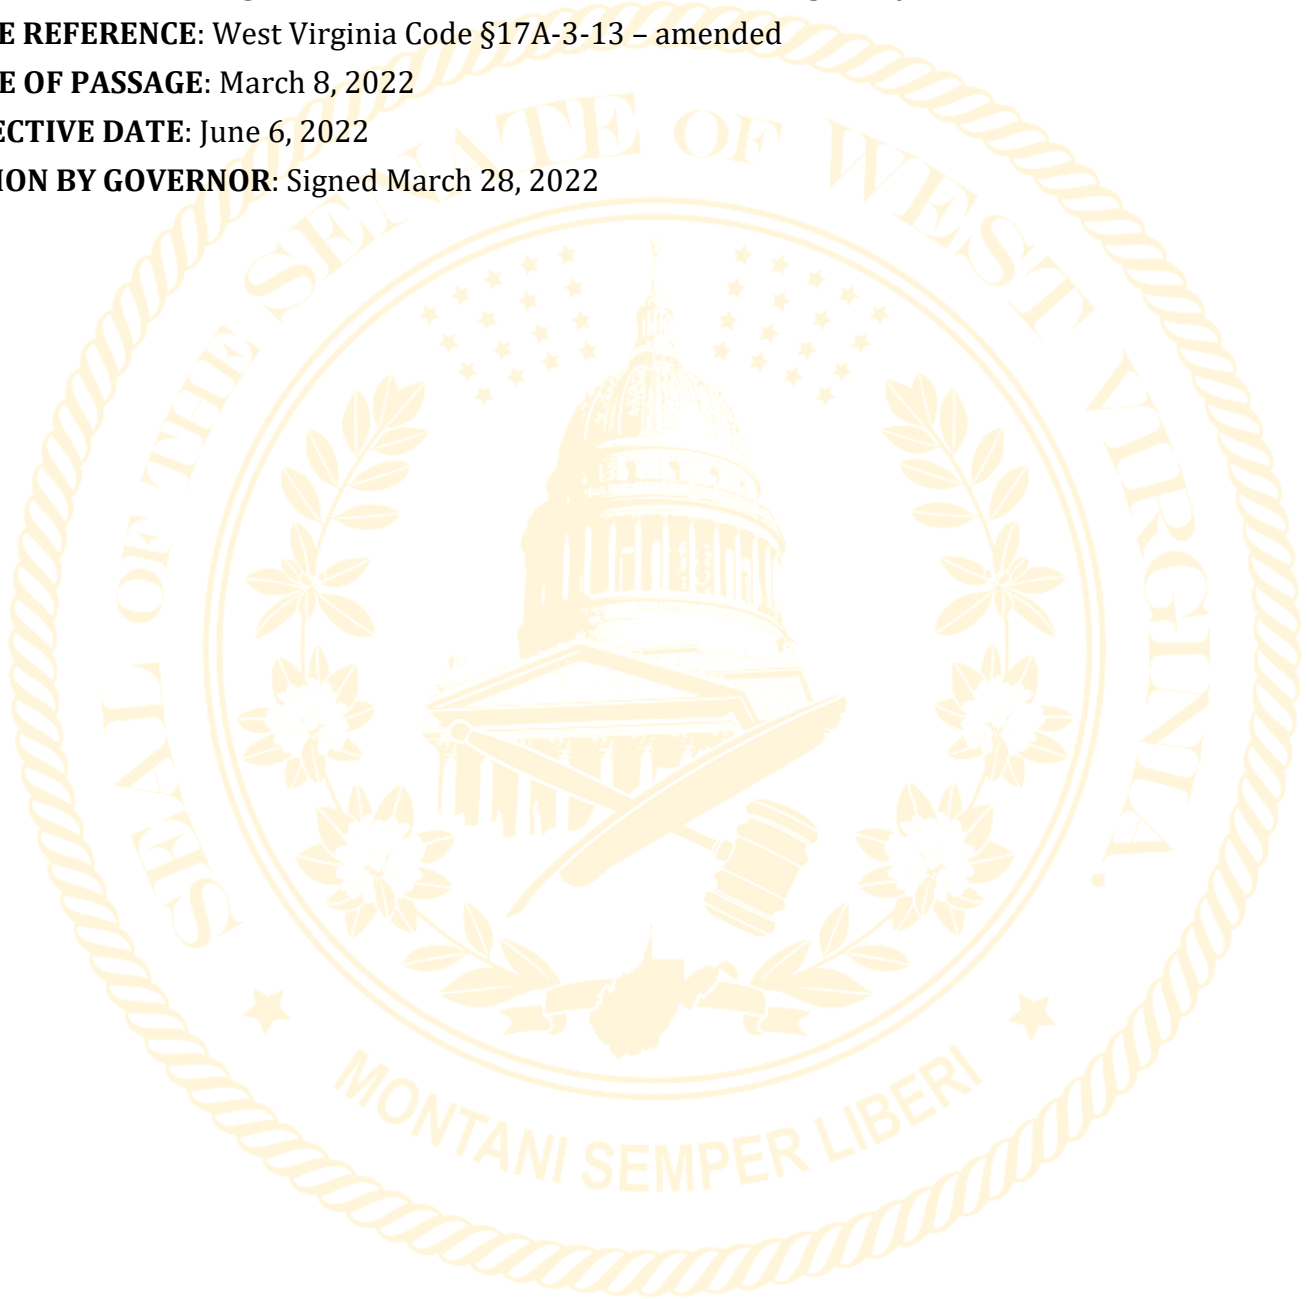 E REFERENCE: West Virginia Code §17A-3-13 – amended
E OF PASSAGE: March 8, 2022
ECTIVE DATE: June 6, 2022
ION BY GOVERNOR: Signed March 28, 2022
SEAL OF THE SENATE OF WEST VIRGINIA
MONTANI SEMPER LIBERI